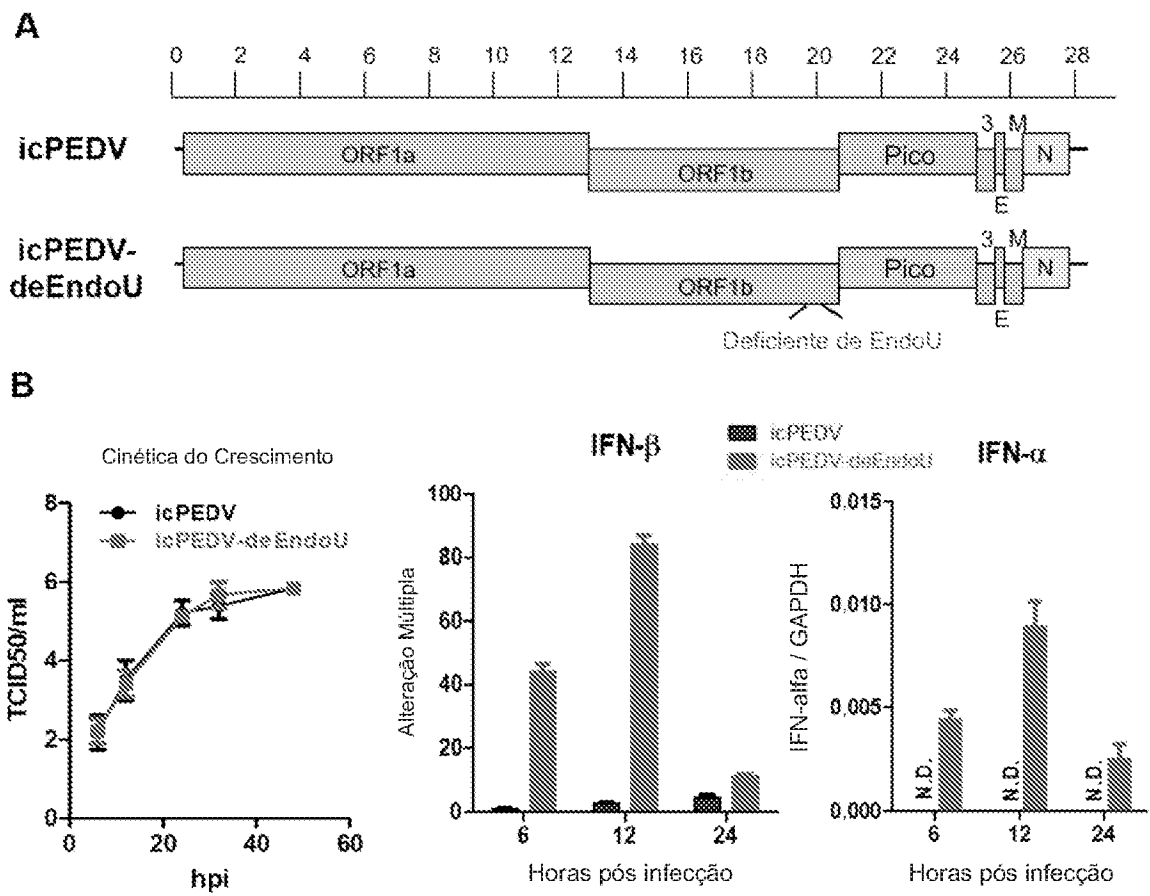 A
0 2 4 6 8 10 12 14 16 18 20 22 24 26 28
icPEDV
ORF1a
ORF1b
Pico
3
E
M
N
icPEDV-
deEndoU
ORF1a
ORF1b
Pico
3
E
M
N
Deficiente de EndoU
B
Cinética do Crescimento
icPEDV
icPEDV-deEndoU
TCID50/ml
8
6
4
2
0
0 20 40 60
hpi
IFN-β
icPEDV
icPEDV-deEndoU
Alteração Múltipla
100
80
60
40
20
0
6 12 24
Horas pós infecção
IFN-α
IFN-alfa / GAPDH
0,015
0,010
0,005
0,000
N.D. N.D. N.D.
6 12 24
Horas pós infecção